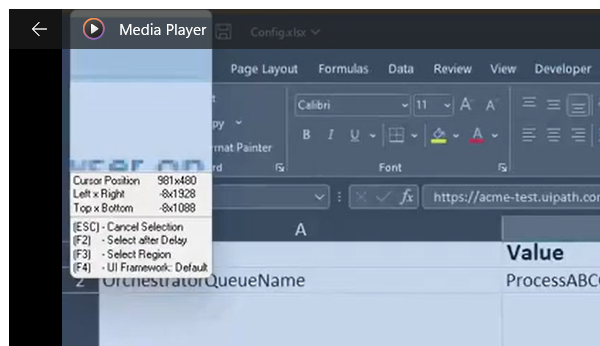 Media Player
Config.xlsx
Page Layout Formulas Data Review View Developer
Calibri 11 A A
py
B I U A
rmat Painter
rd Font
Cursor Position 981x480
Left x Right -8x1928
Top x Bottom -8x1088
fx https://acme-test.uipath.com
(ESC) - Cancel Selection
(F2) - Select after Delay
(F3) - Select Region
(F4) - UI Framework: Default
A
Value
2 OrchestratorQueueName ProcessABC